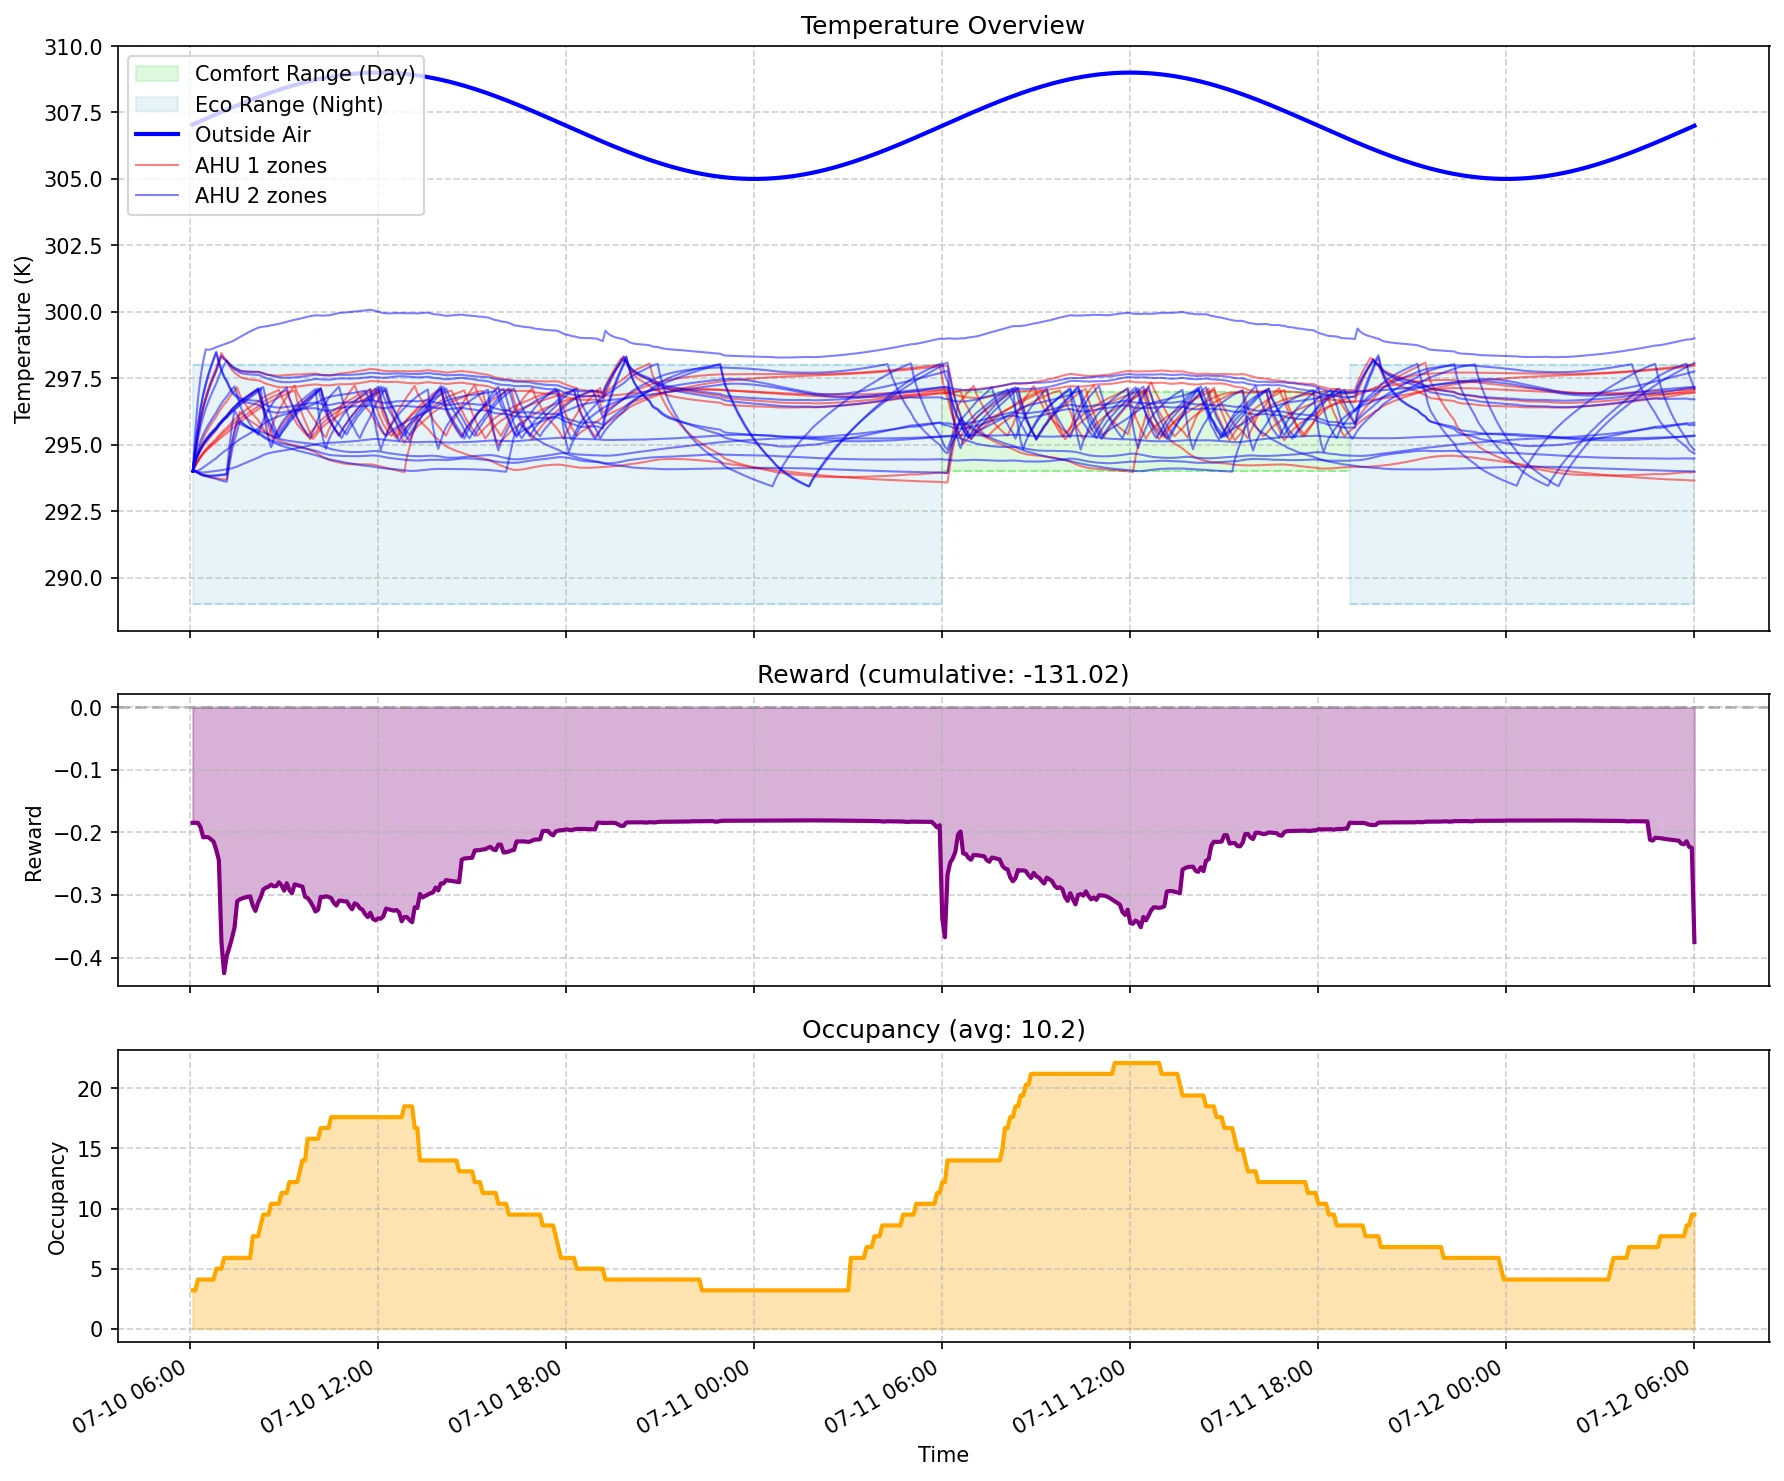 Temperature Overview
310.0
307.5
305.0
302.5
300.0
297.5
295.0
292.5
290.0
Temperature (K)
Comfort Range (Day)
Eco Range (Night)
Outside Air
AHU 1 zones
AHU 2 zones
Reward (cumulative: -131.02)
0.0
−0.1
−0.2
−0.3
−0.4
Reward
Occupancy (avg: 10.2)
20
15
10
5
0
Occupancy
07-10 06:00
07-10 12:00
07-10 18:00
07-11 00:00
07-11 06:00
07-11 12:00
07-11 18:00
07-12 00:00
07-12 06:00
Time